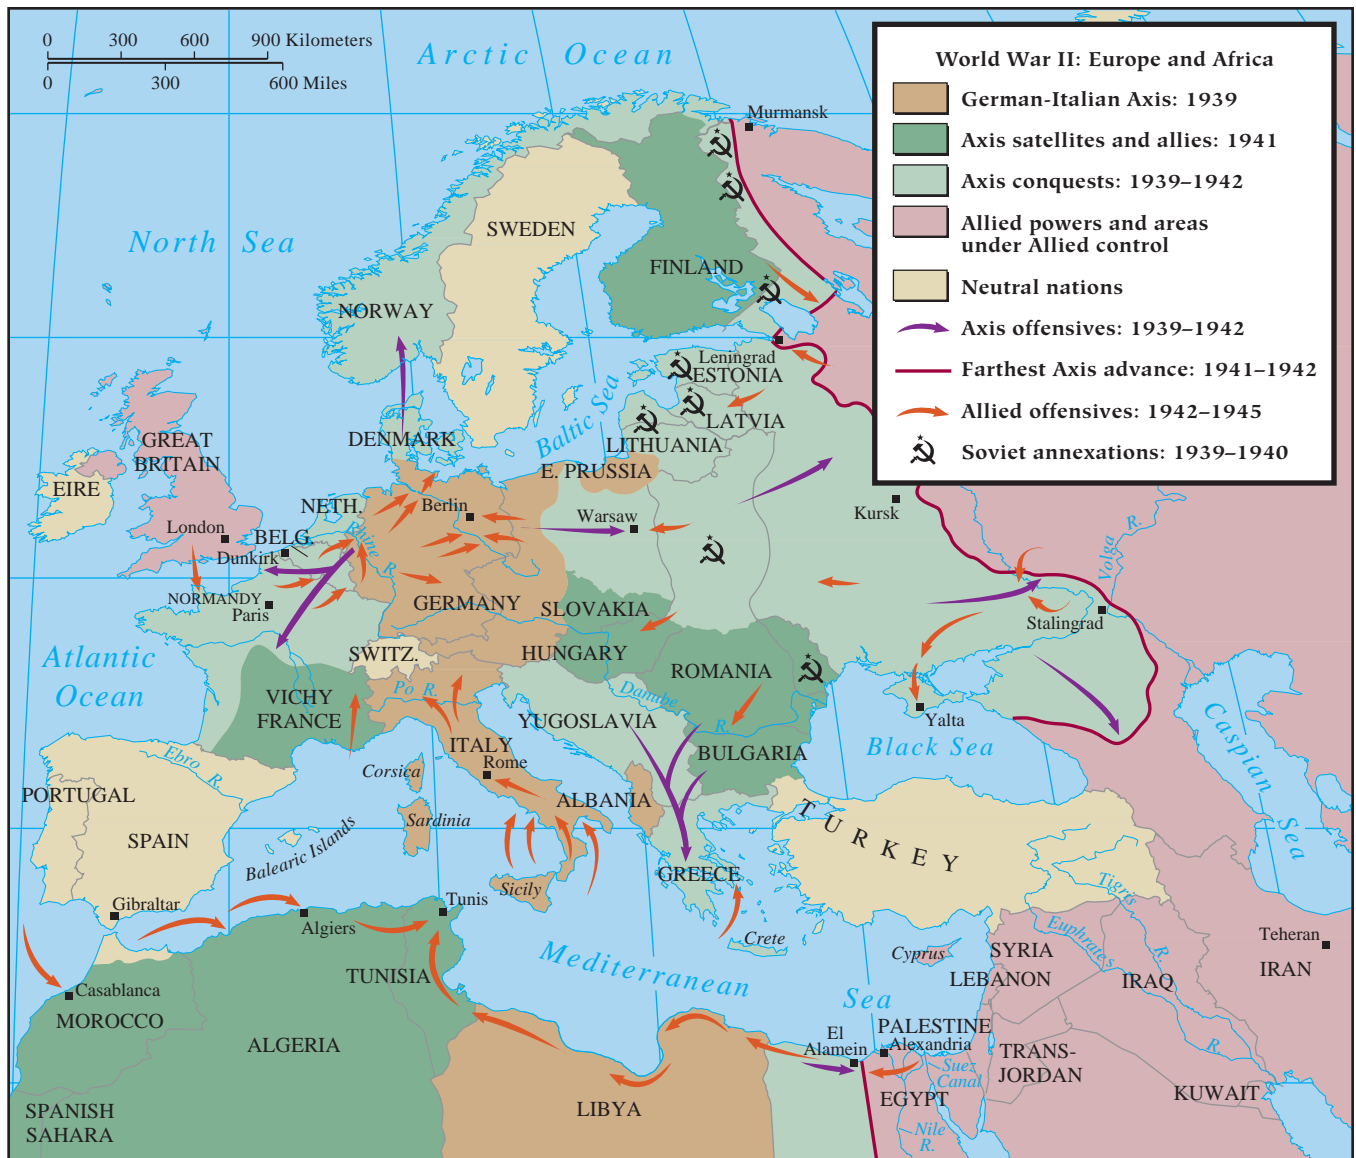 0 300 600 900 Kilometers
0 300 600 Miles
Arctic Ocean
World War II: Europe and Africa
German-Italian Axis: 1939
Axis satellites and allies: 1941
Axis conquests: 1939–1942
Allied powers and areas
under Allied control
Neutral nations
Axis offensives: 1939–1942
Farthest Axis advance: 1941–1942
Allied offensives: 1942–1945
Soviet annexations: 1939–1940
Murmansk
North Sea
SWEDEN
FINLAND
NORWAY
Leningrad
ESTONIA
Baltic Sea
LATVIA
LITHUANIA
DENMARK
GREAT
BRITAIN
EIRE
E. PRUSSIA
NETH.
Berlin
Warsaw
Kursk
London
BELG.
Dunkirk
Rhine R.
Volga R.
NORMANDY
Paris
GERMANY
SLOVAKIA
Stalingrad
Atlantic
Ocean
SWITZ.
HUNGARY
ROMANIA
VICHY
FRANCE
Po R.
Danube
R.
YUGOSLAVIA
Yalta
Black Sea
Caspian
Sea
ITALY
Rome
BULGARIA
Ebro R.
Corsica
PORTUGAL
SPAIN
ALBANIA
TURKEY
Sardinia
Balearic Islands
Sicily
GREECE
Tigris
R.
Gibraltar
Algiers
Tunis
Crete
Cyprus
SYRIA
LEBANON
Euphrates
R.
IRAQ
Teheran
IRAN
Casablanca
MOROCCO
TUNISIA
Mediterranean
Sea
ALGERIA
El
Alamein
PALESTINE
Alexandria
Suez
Canal
TRANS-
JORDAN
KUWAIT
SPANISH
SAHARA
LIBYA
EGYPT
Nile
R.